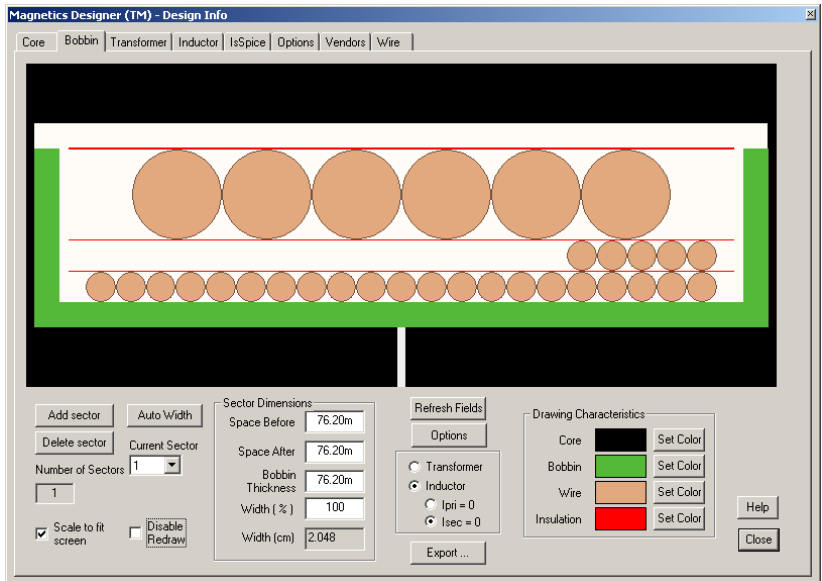 Magnetics Designer (TM) - Design Info
Core Bobbin Transformer Inductor IsSpice Options Vendors Wire
Add sector
Auto Width
Delete sector
Current Sector
1
Number of Sectors
1
Scale to fit
screen
Disable
Redraw
Sector Dimensions
Space Before 76.20m
Space After 76.20m
Bobbin
Thickness 76.20m
Width ( % ) 100
Width (cm) 2.048
Refresh Fields
Options
Transformer
Inductor
Ipri = 0
Isec = 0
Export ...
Drawing Characteristics
Core Set Color
Bobbin Set Color
Wire Set Color
Insulation Set Color
Help
Close